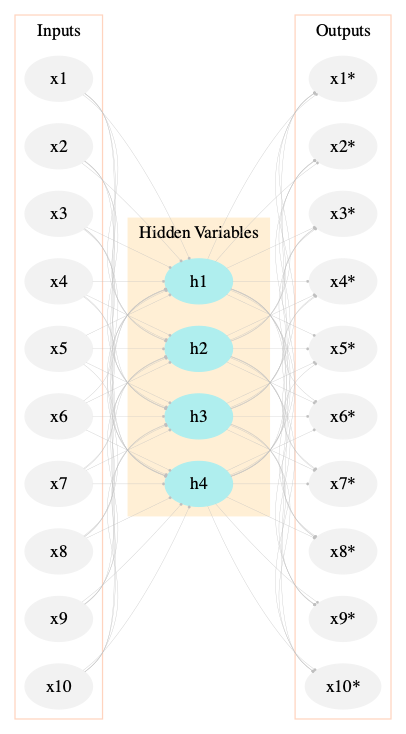 Inputs
x1
x2
x3
x4
x5
x6
x7
x8
x9
x10
Hidden Variables
h1
h2
h3
h4
Outputs
x1*
x2*
x3*
x4*
x5*
x6*
x7*
x8*
x9*
x10*